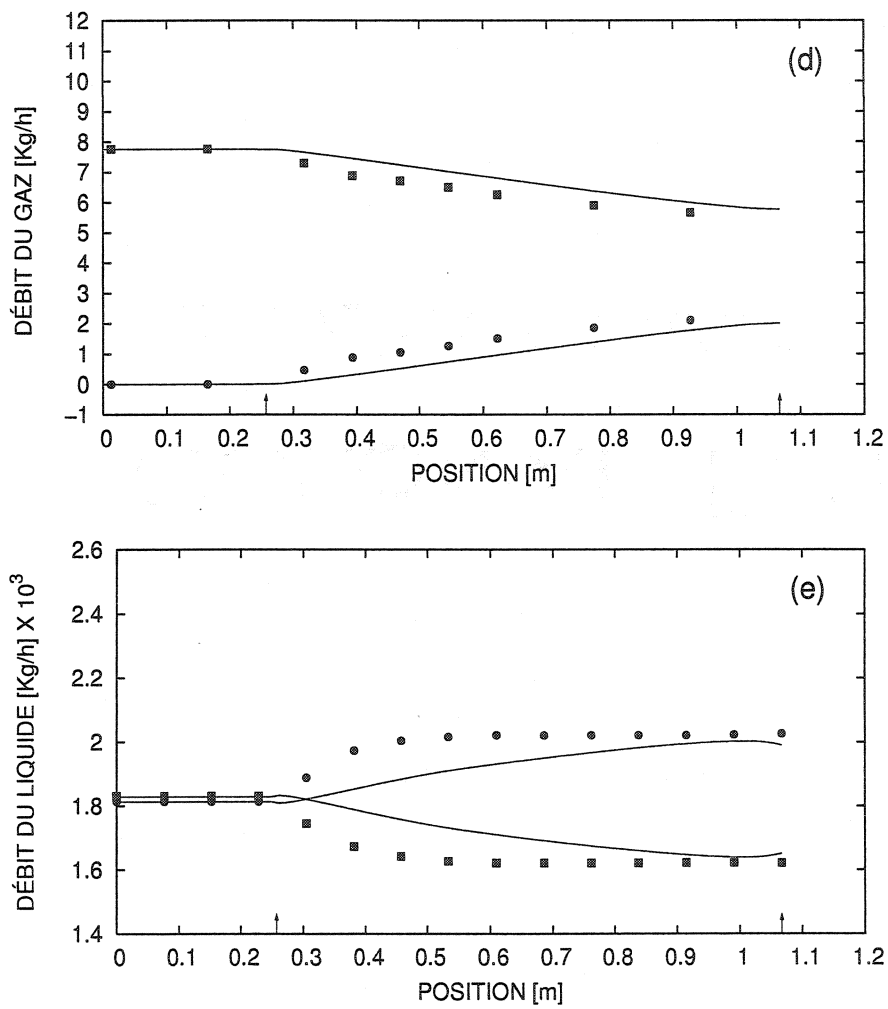 12
11
10
9
8
7
6
5
4
3
2
1
0
−1
DÉBIT DU GAZ [Kg/h]
(d)
0 0.1 0.2 0.3 0.4 0.5 0.6 0.7 0.8 0.9 1 1.1 1.2
POSITION [m]
2.6
2.4
2.2
2
1.8
1.6
1.4
DÉBIT DU LIQUIDE [Kg/h] X 10³
(e)
0 0.1 0.2 0.3 0.4 0.5 0.6 0.7 0.8 0.9 1 1.1 1.2
POSITION [m]